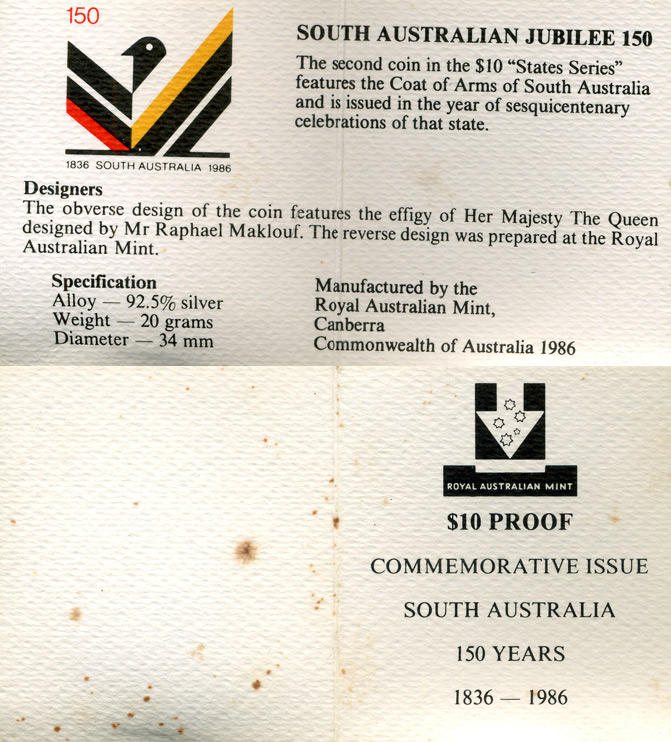 150
1836 SOUTH AUSTRALIA 1986
SOUTH AUSTRALIAN JUBILEE 150
The second coin in the $10 “States Series”
features the Coat of Arms of South Australia
and is issued in the year of sesquicentenary
celebrations of that state.
Designers
The obverse design of the coin features the effigy of Her Majesty The Queen
designed by Mr Raphael Maklouf. The reverse design was prepared at the Royal
Australian Mint.
Specification
Alloy — 92.5% silver
Weight — 20 grams
Diameter — 34 mm
Manufactured by the
Royal Australian Mint,
Canberra
Commonwealth of Australia 1986
ROYAL AUSTRALIAN MINT
$10 PROOF
COMMEMORATIVE ISSUE
SOUTH AUSTRALIA
150 YEARS
1836 — 1986